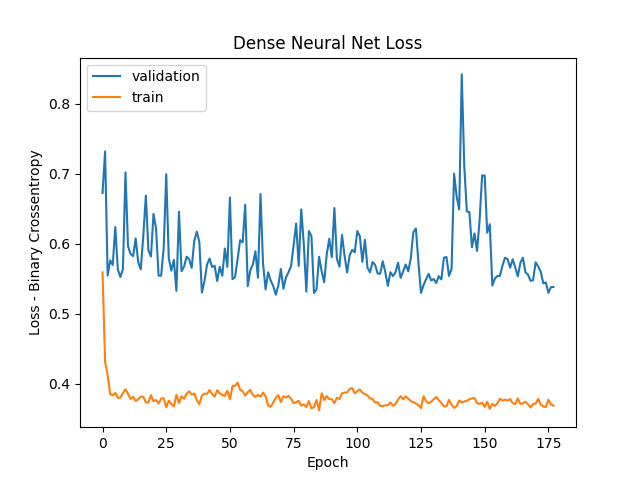 Dense Neural Net Loss
validation
train
0.8
0.7
0.6
0.5
0.4
Loss - Binary Crossentropy
0 25 50 75 100 125 150 175
Epoch